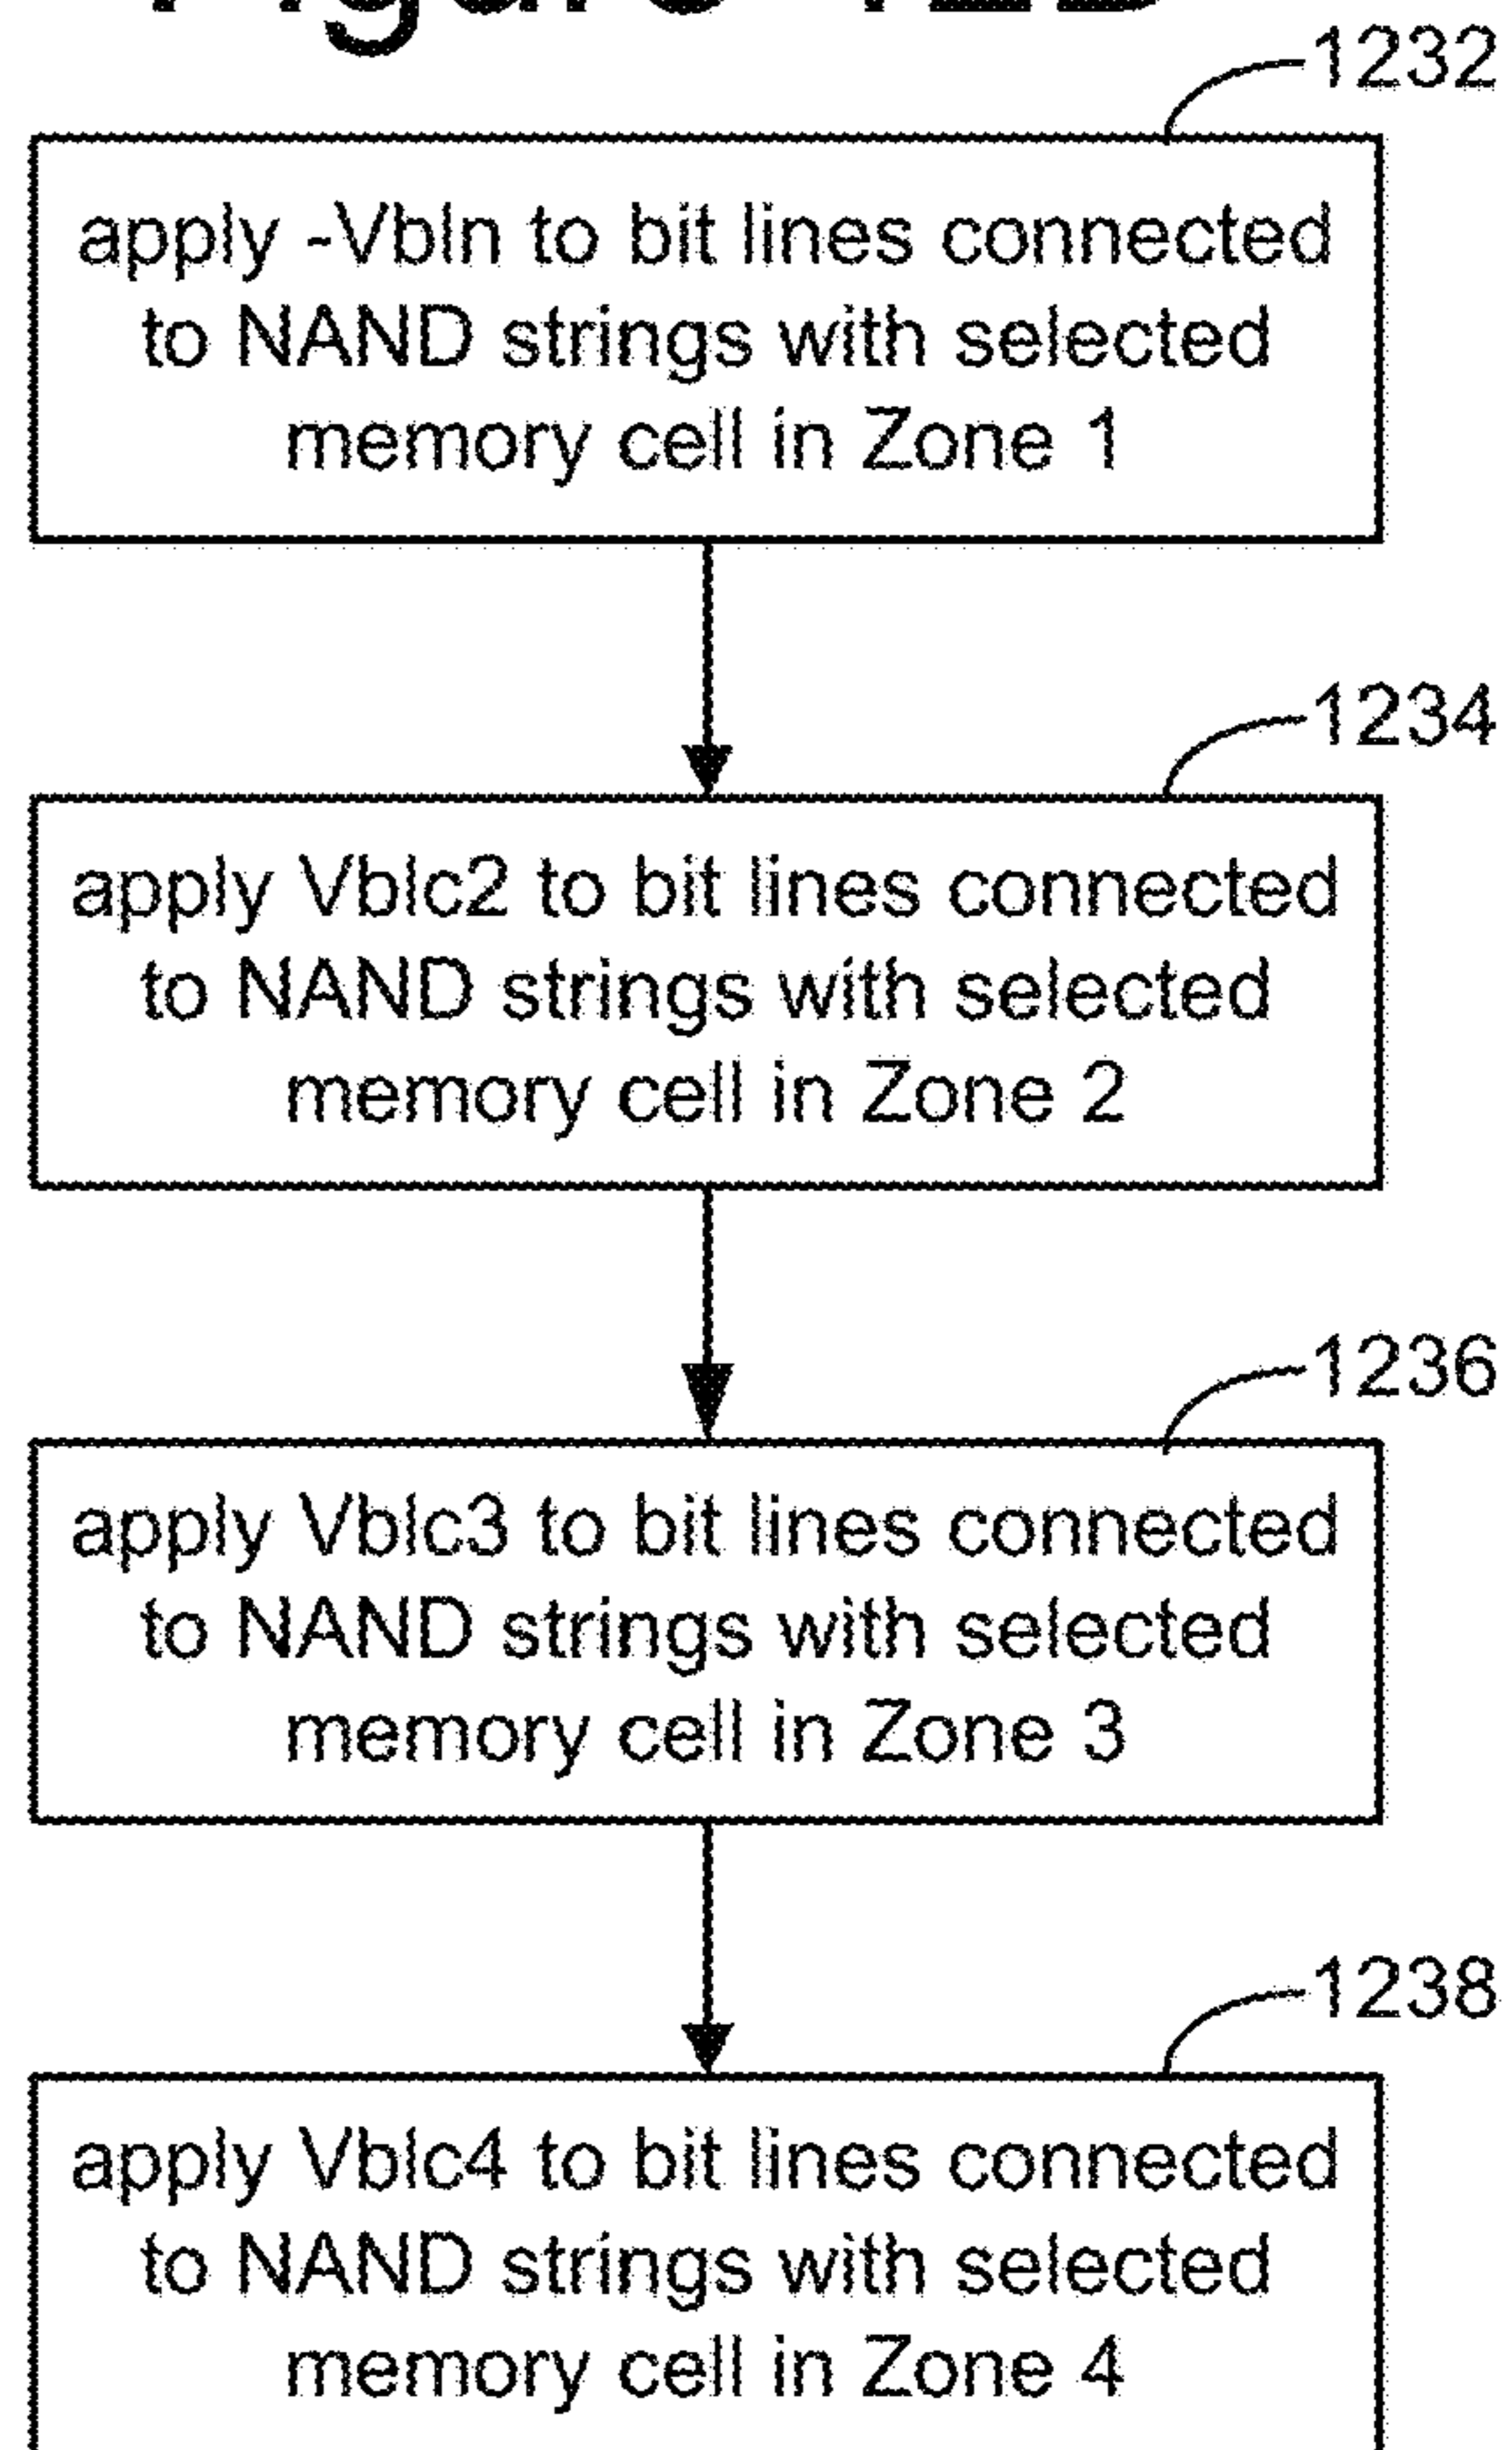 1232
apply -Vbln to bit lines connected
to NAND strings with selected
memory cell in Zone 1
1234
apply Vblc2 to bit lines connected
to NAND strings with selected
memory cell in Zone 2
1236
apply Vblc3 to bit lines connected
to NAND strings with selected
memory cell in Zone 3
1238
apply Vblc4 to bit lines connected
to NAND strings with selected
memory cell in Zone 4